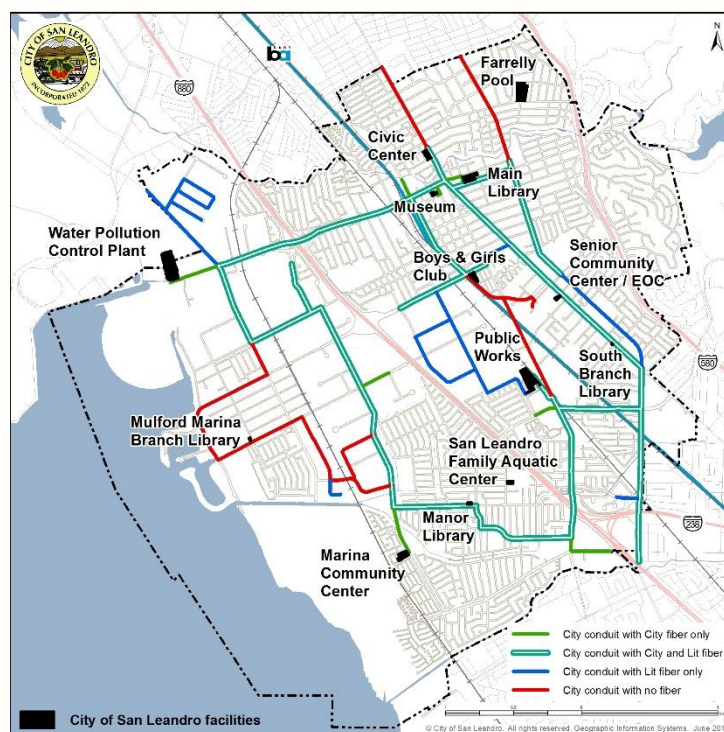 CITY OF SAN LEANDRO
INCORPORATED 1872
880
ba
Farrelly
Pool
Civic
Center
Main
Library
Museum
Water Pollution
Control Plant
Boys & Girls
Club
Senior
Community
Center / EOC
Public
Works
580
South
Branch
Library
Mulford Marina
Branch Library
San Leandro
Family Aquatic
Center
238
Manor
Library
Marina
Community
Center
City conduit with City fiber only
City conduit with City and Lit fiber
City conduit with Lit fiber only
City conduit with no fiber
City of San Leandro facilities
© City of San Leandro. All rights reserved. Geographic Information Systems. June 201